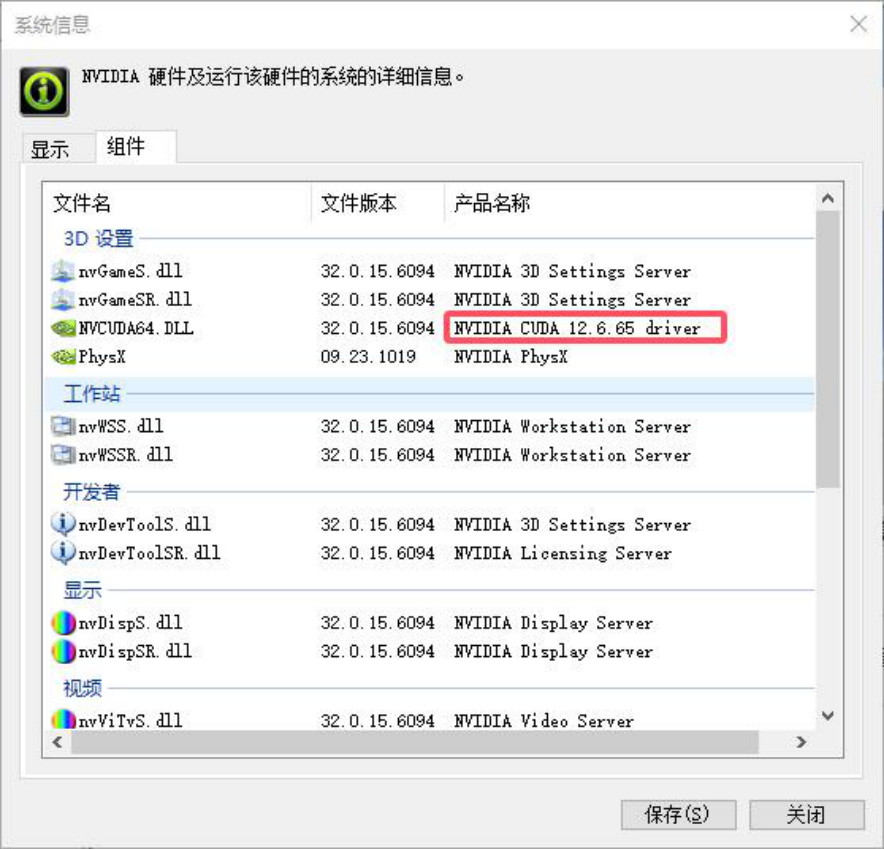 系统信息
NVIDIA 硬件及运行该硬件的系统的详细信息。
显示 组件
文件名 文件版本 产品名称
3D 设置
nvGameS.dll 32.0.15.6094 NVIDIA 3D Settings Server
nvGameSR.dll 32.0.15.6094 NVIDIA 3D Settings Server
NVCUDA64.DLL 32.0.15.6094 NVIDIA CUDA 12.6.65 driver
PhysX 09.23.1019 NVIDIA PhysX
工作站
nvWSS.dll 32.0.15.6094 NVIDIA Workstation Server
nvWSSR.dll 32.0.15.6094 NVIDIA Workstation Server
开发者
nvDevToolS.dll 32.0.15.6094 NVIDIA 3D Settings Server
nvDevToolSR.dll 32.0.15.6094 NVIDIA Licensing Server
显示
nvDispS.dll 32.0.15.6094 NVIDIA Display Server
nvDispSR.dll 32.0.15.6094 NVIDIA Display Server
视频
nvViTvS.dll 32.0.15.6094 NVIDIA Video Server
保存(S) 关闭